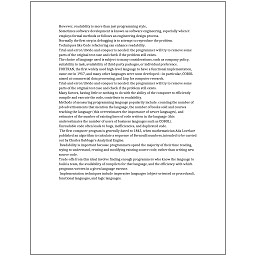 However, readability is more than just programming style.
Sometimes software development is known as software engineering, especially when it
employs formal methods or follows an engineering design process.
Normally the first step in debugging is to attempt to reproduce the problem.
Techniques like Code refactoring can enhance readability.
Trial-and-error/divide-and-conquer is needed: the programmer will try to remove some
parts of the original test case and check if the problem still exists.
The choice of language used is subject to many considerations, such as company policy,
suitability to task, availability of third-party packages, or individual preference.
FORTRAN, the first widely used high-level language to have a functional implementation,
came out in 1957, and many other languages were soon developed—in particular, COBOL
aimed at commercial data processing, and Lisp for computer research.
Trial-and-error/divide-and-conquer is needed: the programmer will try to remove some
parts of the original test case and check if the problem still exists.
Many factors, having little or nothing to do with the ability of the computer to efficiently
compile and execute the code, contribute to readability.
Methods of measuring programming language popularity include: counting the number of
job advertisements that mention the language, the number of books sold and courses
teaching the language (this overestimates the importance of newer languages), and
estimates of the number of existing lines of code written in the language (this
underestimates the number of users of business languages such as COBOL).
Unreadable code often leads to bugs, inefficiencies, and duplicated code.
The first computer program is generally dated to 1843, when mathematician Ada Lovelace
published an algorithm to calculate a sequence of Bernoulli numbers, intended to be carried
out by Charles Babbage's Analytical Engine.
Readability is important because programmers spend the majority of their time reading,
trying to understand, reusing and modifying existing source code, rather than writing new
source code.
Trade-offs from this ideal involve finding enough programmers who know the language to
build a team, the availability of compilers for that language, and the efficiency with which
programs written in a given language execute.
Implementation techniques include imperative languages (object-oriented or procedural),
functional languages, and logic languages.